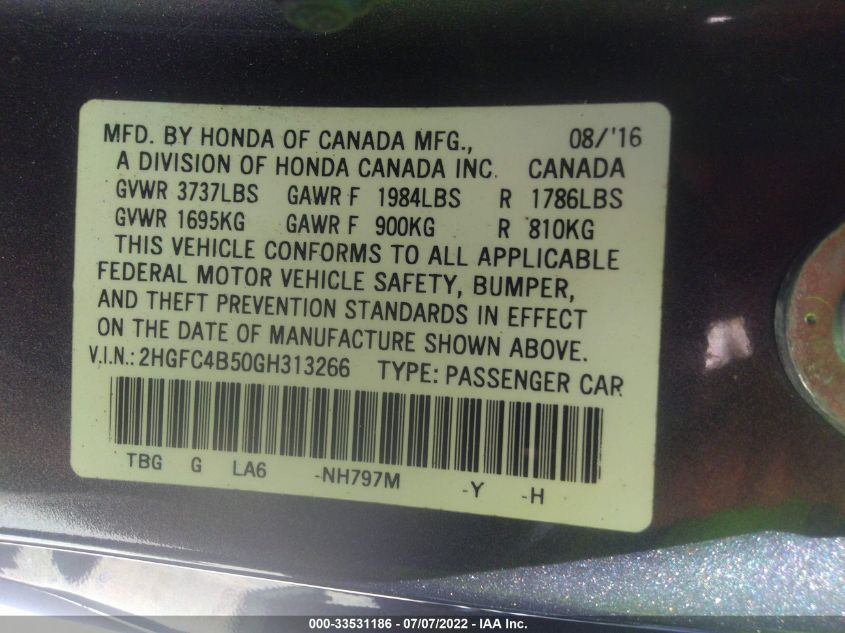 MFD. BY HONDA OF CANADA MFG., 08/'16
A DIVISION OF HONDA CANADA INC. CANADA
GVWR 3737LBS GAWR F 1984LBS R 1786LBS
GVWR 1695KG GAWR F 900KG R 810KG
THIS VEHICLE CONFORMS TO ALL APPLICABLE
FEDERAL MOTOR VEHICLE SAFETY, BUMPER,
AND THEFT PREVENTION STANDARDS IN EFFECT
ON THE DATE OF MANUFACTURE SHOWN ABOVE.
V.I.N.: 2HGFC4B50GH313266 TYPE: PASSENGER CAR
TBG G LA6 -NH797M -Y -H
000-33531186 - 07/07/2022 - IAA Inc.